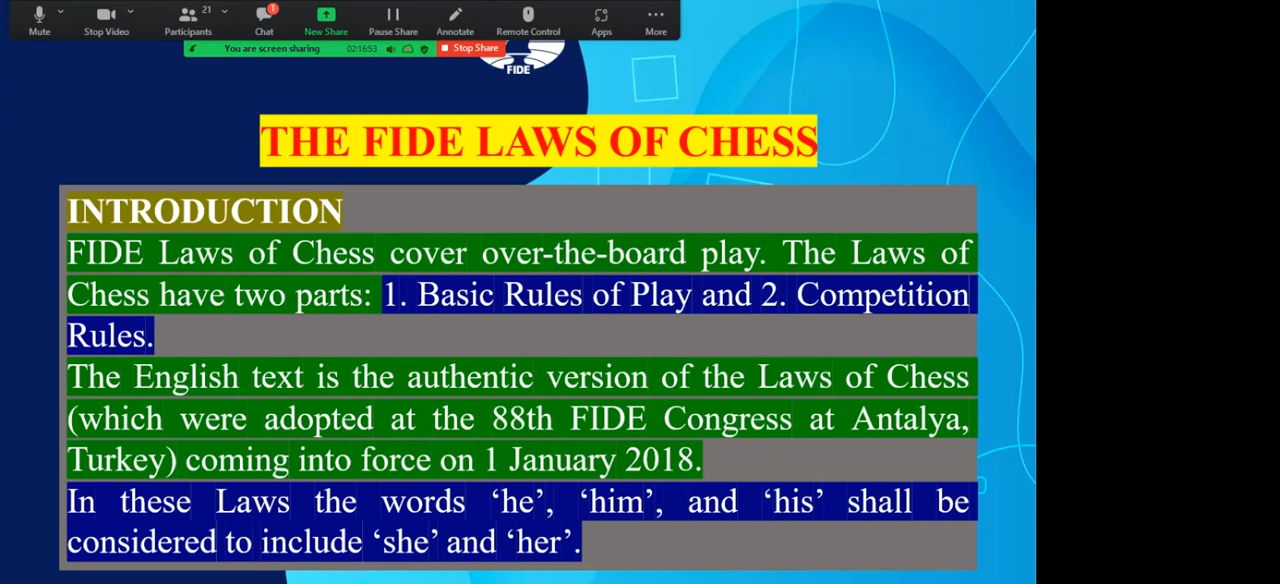 Mute
Stop Video
21
Participants
1
Chat
New Share
Pause Share
Annotate
Remote Control
Apps
More
You are screen sharing
02:16:53
Stop Share
FIDE
THE FIDE LAWS OF CHESS
INTRODUCTION
FIDE Laws of Chess cover over-the-board play. The Laws of
Chess have two parts: 1. Basic Rules of Play and 2. Competition
Rules.
The English text is the authentic version of the Laws of Chess
(which were adopted at the 88th FIDE Congress at Antalya,
Turkey) coming into force on 1 January 2018.
In these Laws the words ‘he’, ‘him’, and ‘his’ shall be
considered to include ‘she’ and ‘her’.